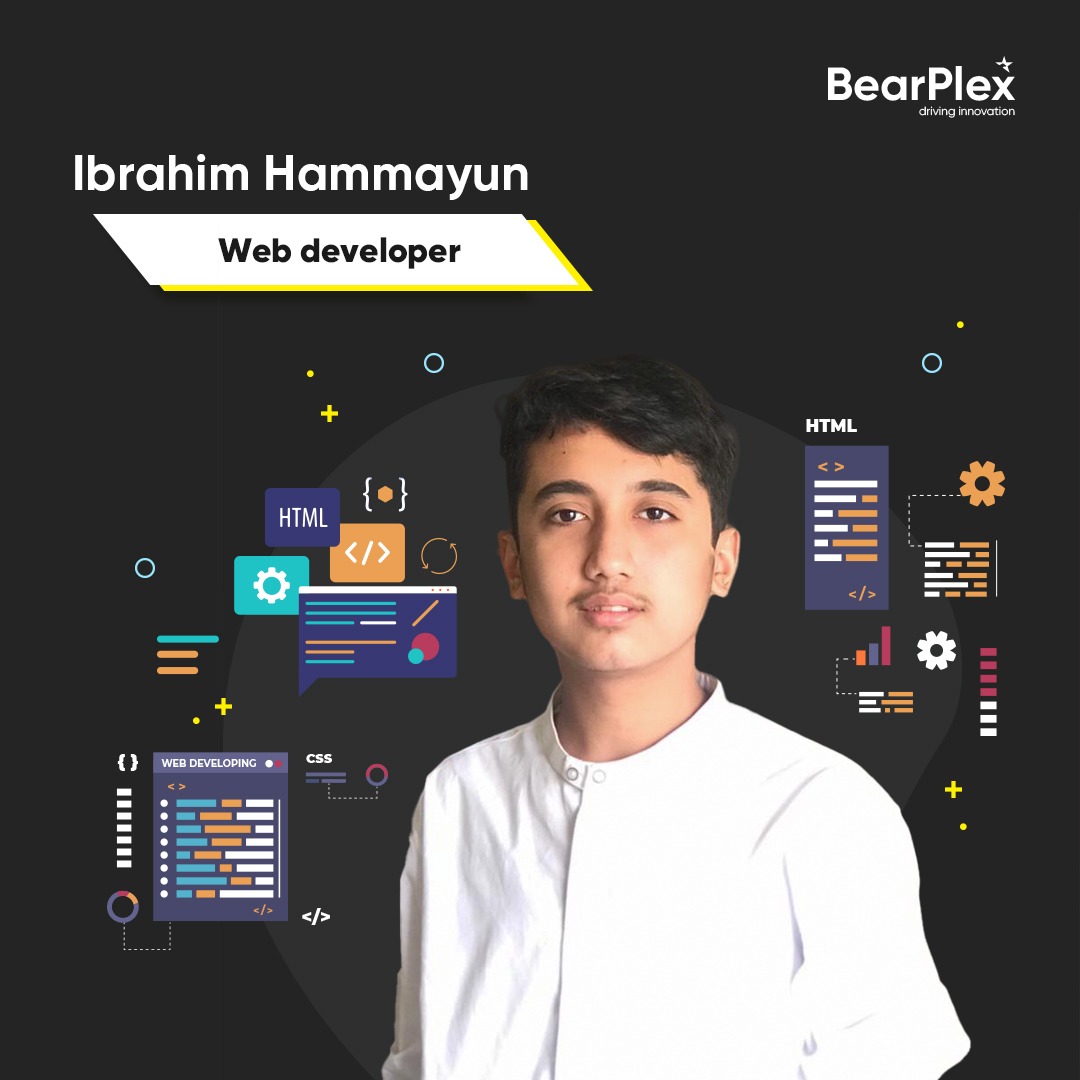 BearPlex
driving innovation
Ibrahim Hammayun
Web developer
HTML
< >
</>
{ }
HTML
</>
{ }
WEB DEVELOPING
< >
</>
CSS
</>